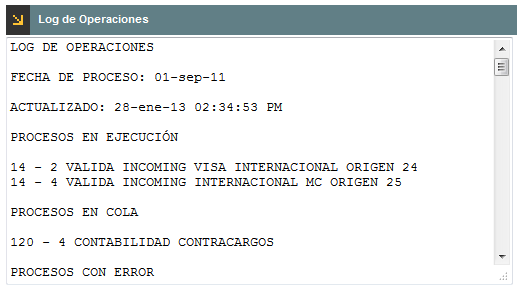 Log de Operaciones
LOG DE OPERACIONES
FECHA DE PROCESO: 01-sep-11
ACTUALIZADO: 28-ene-13 02:34:53 PM
PROCESOS EN EJECUCIÓN
14 - 2 VALIDA INCOMING VISA INTERNACIONAL ORIGEN 24
14 - 4 VALIDA INCOMING INTERNACIONAL MC ORIGEN 25
PROCESOS EN COLA
120 - 4 CONTABILIDAD CONTRACARGOS
PROCESOS CON ERROR